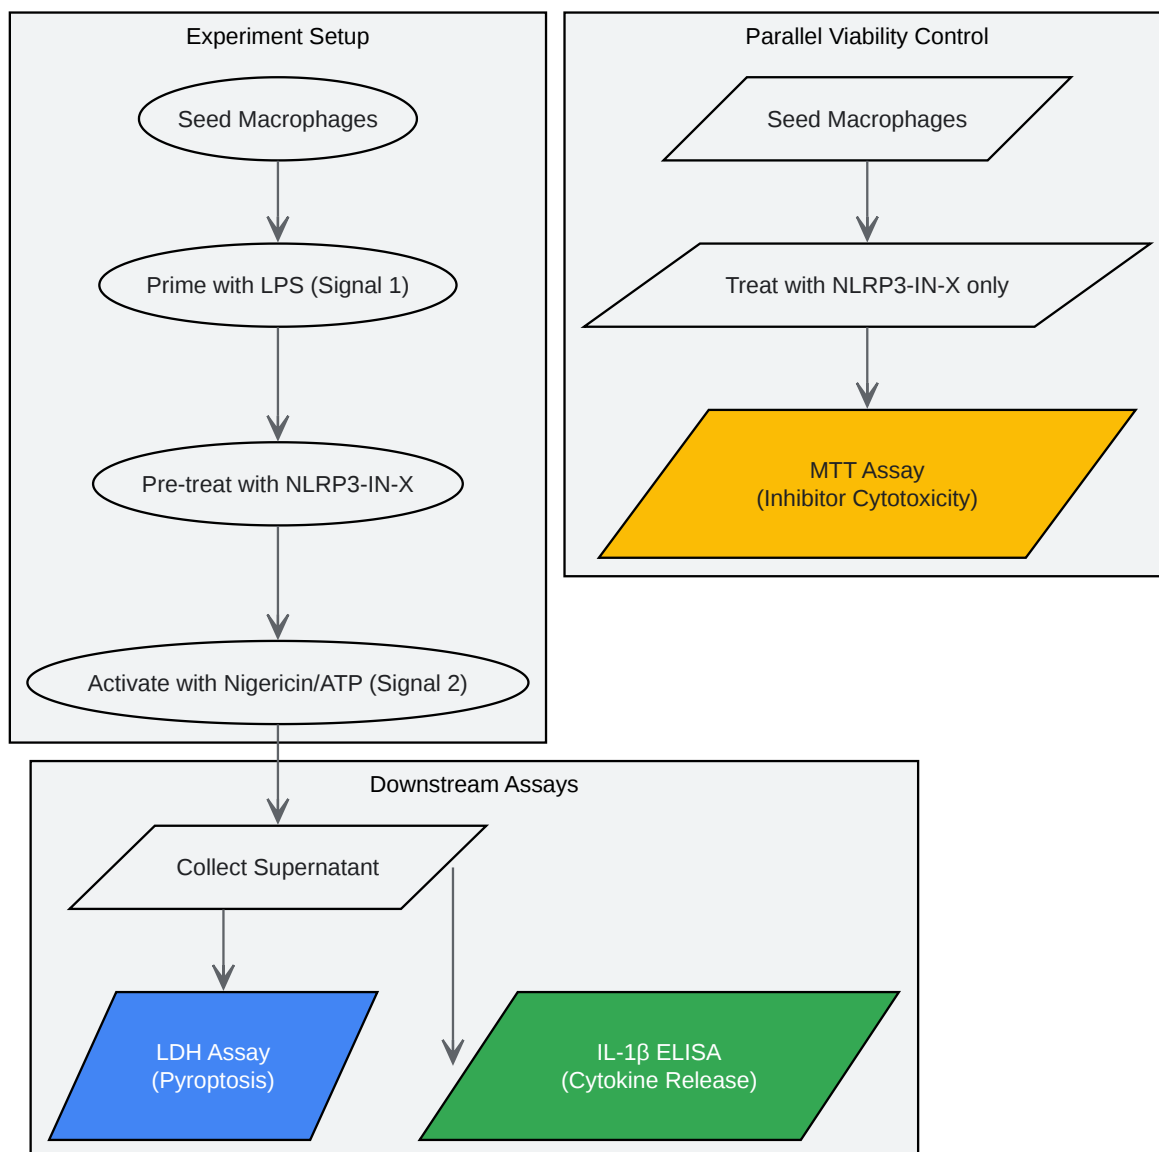 Experiment Setup
Seed Macrophages
Prime with LPS (Signal 1)
Pre-treat with NLRP3-IN-X
Activate with Nigericin/ATP (Signal 2)
Parallel Viability Control
Seed Macrophages
Treat with NLRP3-IN-X only
MTT Assay
(Inhibitor Cytotoxicity)
Downstream Assays
Collect Supernatant
LDH Assay
(Pyroptosis)
IL-1β ELISA
(Cytokine Release)